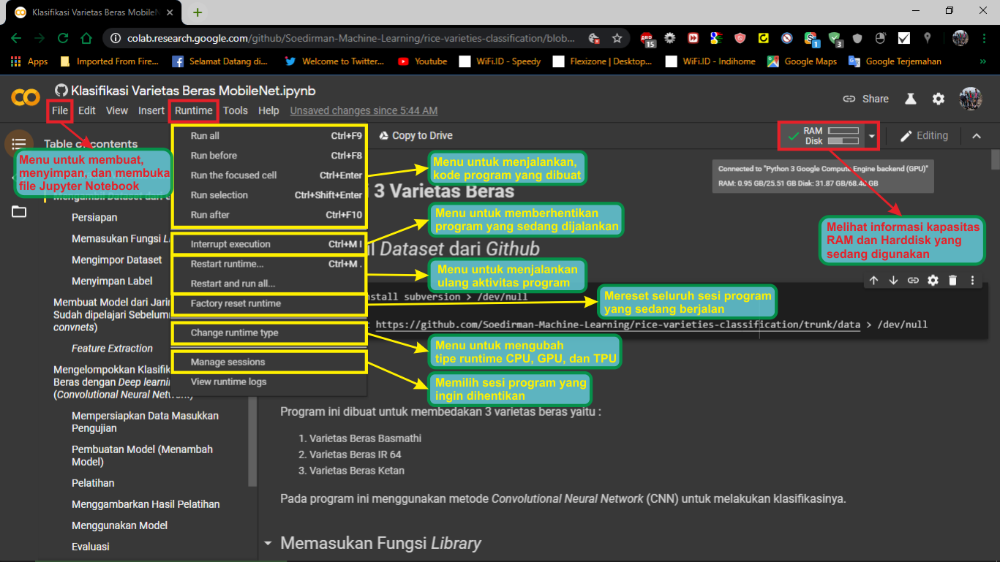 Klasifikasi Varietas Beras MobileN
colab.research.google.com/github/Soedirman-Machine-Learning/rice-varieties-classification/blob...
15
1
3
Apps
Imported From Fire...
Selamat Datang di...
Welcome to Twitter...
Youtube
WiFi.ID - Speedy
Flexizone | Desktop...
WiFi.ID - Indihome
Google Maps
Google Terjemahan
Klasifikasi Varietas Beras MobileNet.ipynb
File Edit View Insert Runtime Tools Help Unsaved changes since 5:44 AM
Share
Table of contents
Copy to Drive
RAM
Disk
Editing
Connected to "Python 3 Google Compute Engine backend (GPU)"
RAM: 0.95 GB/25.51 GB Disk: 31.87 GB/68.40 GB
Menu untuk membuat,
menyimpan, dan membuka
file Jupyter Notebook
Mengambil Dataset dari
Persiapan
Memasukan Fungsi
Mengimpor Dataset
Menyimpan Label
Membuat Model dari Jari
Sudah dipelajari Sebelum
convnets)
Feature Extraction
Mengelompokkan Klasifik
Beras dengan Deep learni
(Convolutional Neural Network)
Mempersiapkan Data Masukkan
Pengujian
Pembuatan Model (Menambah
Model)
Pelatihan
Menggambarkan Hasil Pelatihan
Menggunakan Model
Evaluasi
Run all Ctrl+F9
Run before Ctrl+F8
Run the focused cell Ctrl+Enter
Run selection Ctrl+Shift+Enter
Run after Ctrl+F10
Interrupt execution Ctrl+M I
Restart runtime... Ctrl+M .
Restart and run all...
Factory reset runtime
Change runtime type
Manage sessions
View runtime logs
Menu untuk menjalankan,
kode program yang dibuat
3 Varietas Beras
Menu untuk memberhentikan
program yang sedang dijalankan
l Dataset dari Github
Menu untuk menjalankan
ulang aktivitas program
Melihat informasi kapasitas
RAM dan Harddisk yang
sedang digunakan
nstall subversion > /dev/null
Mereset seluruh sesi program
yang sedang berjalan
https://github.com/Soedirman-Machine-Learning/rice-varieties-classification/trunk/data > /dev/null
Menu untuk mengubah
tipe runtime CPU, GPU, dan TPU
Memilih sesi program yang
ingin dihentikan
Program ini dibuat untuk membedakan 3 varietas beras yaitu :
1. Varietas Beras Basmathi
2. Varietas Beras IR 64
3. Varietas Beras Ketan
Pada program ini menggunakan metode Convolutional Neural Network (CNN) untuk melakukan klasifikasinya.
Memasukan Fungsi Library